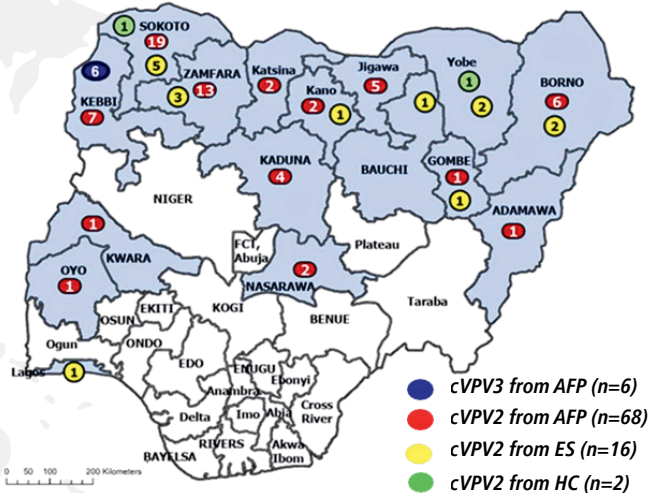 1
SOKOTO
19
5
6
KEBBI
7
ZAMFARA
3
13
Katsina
2
Kano
2
1
Jigawa
5
1
Yobe
1
2
BORNO
6
2
KADUNA
4
BAUCHI
GOMBE
1
1
ADAMAWA
1
NIGER
1
KWARA
FCT,
Abuja
Plateau
2
NASARAWA
OYO
1
Taraba
OSUN
EKITI
KOGI
BENUE
Ogun
ONDO
Lagos
1
EDO
ENUGU
Ebonyi
Anambra
Delta
Imo
Abia
Cross
River
BAYELSA
RIVERS
Akwa
Ibom
cVPV3 from AFP (n=6)
cVPV2 from AFP (n=68)
cVPV2 from ES (n=16)
cVPV2 from HC (n=2)
0 50 100 200 Kilometers